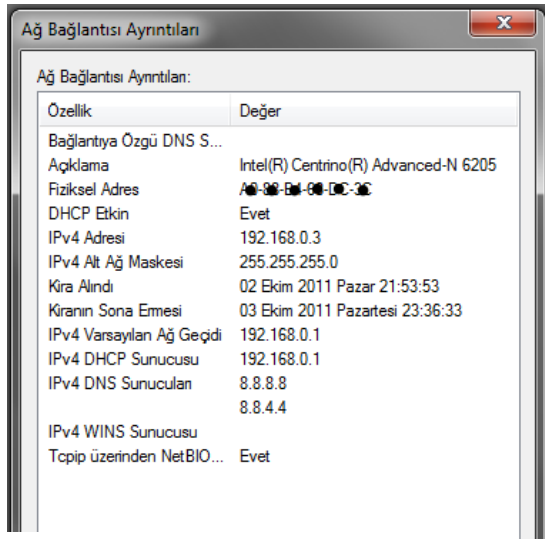 Ağ Bağlantısı Ayrıntıları
Ağ Bağlantısı Ayrıntıları:
Özellik Değer
Bağlantıya Özgü DNS S...
Açıklama Intel(R) Centrino(R) Advanced-N 6205
Fiziksel Adres
DHCP Etkin Evet
IPv4 Adresi 192.168.0.3
IPv4 Alt Ağ Maskesi 255.255.255.0
Kira Alındı 02 Ekim 2011 Pazar 21:53:53
Kiranın Sona Ermesi 03 Ekim 2011 Pazartesi 23:36:33
IPv4 Varsayılan Ağ Geçidi 192.168.0.1
IPv4 DHCP Sunucusu 192.168.0.1
IPv4 DNS Sunucuları 8.8.8.8
8.8.4.4
IPv4 WINS Sunucusu
Tcpip üzerinden NetBIO... Evet